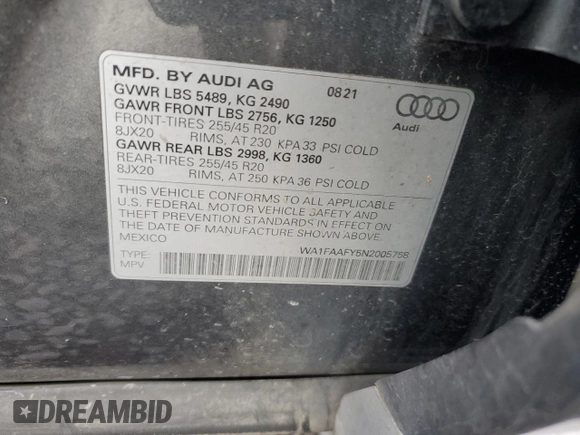 MFD. BY AUDI AG 08 21
GVWR LBS 5489, KG 2490
GAWR FRONT LBS 2756, KG 1250
FRONT-TIRES 255/45 R20
8JX20 RIMS, AT 230 KPA 33 PSI COLD
GAWR REAR LBS 2998, KG 1360
REAR-TIRES 255/45 R20
8JX20 RIMS, AT 250 KPA 36 PSI COLD
Audi
THIS VEHICLE CONFORMS TO ALL APPLICABLE
U.S. FEDERAL MOTOR VEHICLE SAFETY AND
THEFT PREVENTION STANDARDS IN EFFECT ON
THE DATE OF MANUFACTURE SHOWN ABOVE
MEXICO
TYPE:
MPV
DREAMBID